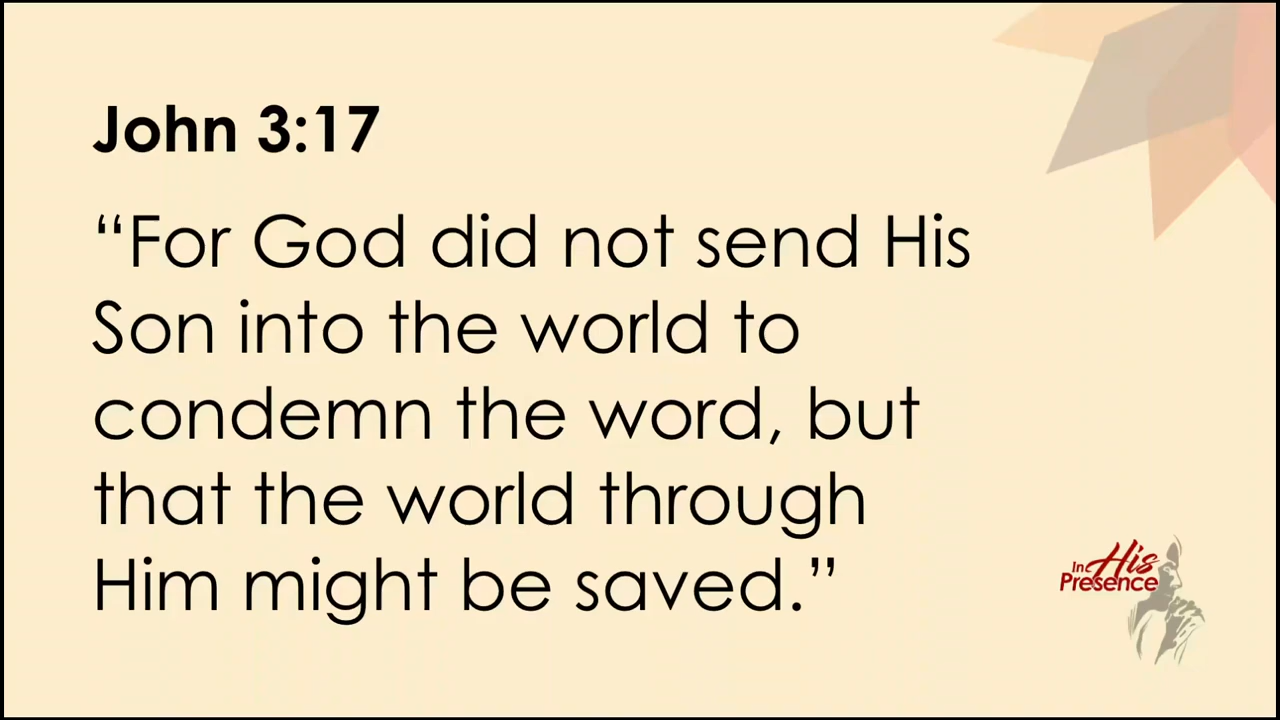 John 3:17
“For God did not send His
Son into the world to
condemn the word, but
that the world through
Him might be saved.”
In His
Presence